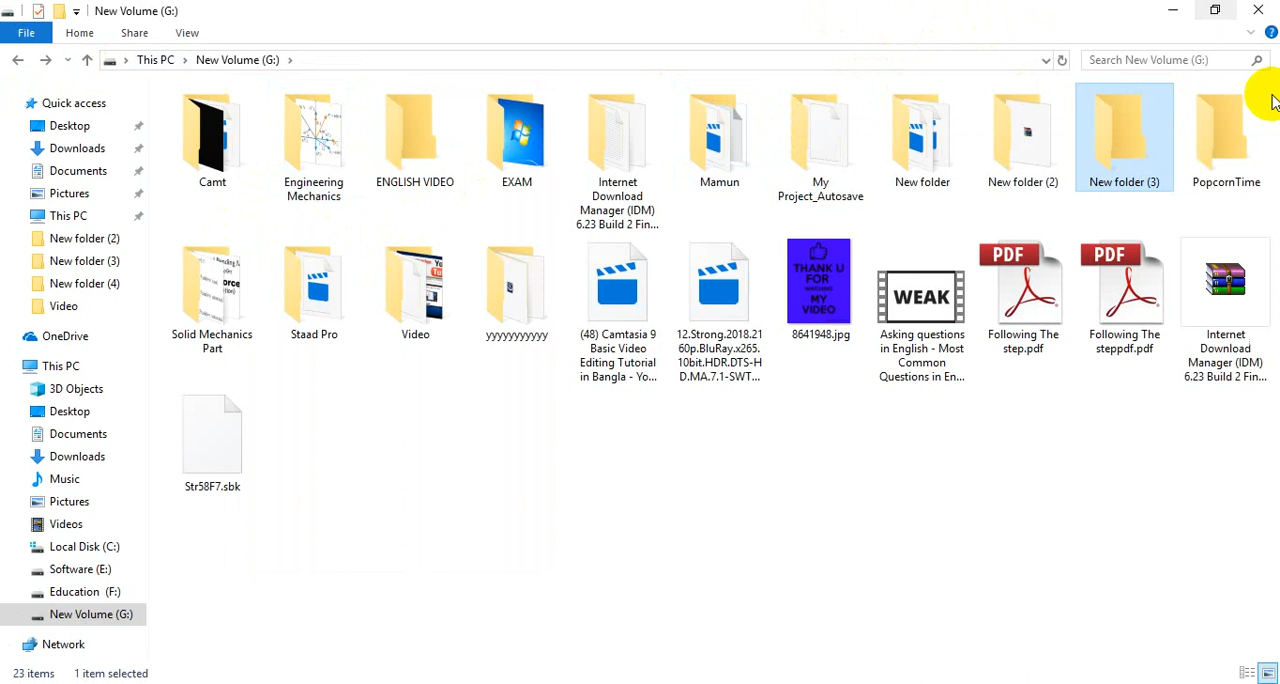 New Volume (G:)
File Home Share View
This PC New Volume (G:)
Search New Volume (G:)
Quick access
Desktop
Downloads
Documents
Pictures
This PC
New folder (2)
New folder (3)
New folder (4)
Video
OneDrive
This PC
3D Objects
Desktop
Documents
Downloads
Music
Pictures
Videos
Local Disk (C:)
Software (E:)
Education (F:)
New Volume (G:)
Network
Camt
Engineering
Mechanics
ENGLISH VIDEO
EXAM
Internet
Download
Manager (IDM)
6.23 Build 2 Fin...
Mamun
My
Project_Autosave
New folder
New folder (2)
New folder (3)
PopcornTime
Solid Mechanics
Part
Staad Pro
Video
yyyyyyyyyyy
(48) Camtasia 9
Basic Video
Editing Tutorial
in Bangla - Yo...
12.Strong.2018.21
60p.BluRay.x265.
10bit.HDR.DTS-H
D.MA.7.1-SWT...
THANK U
FOR
MY
VIDEO
8641948.jpg
WEAK
Asking questions
in English - Most
Common
Questions in En...
PDF
Following The
step.pdf
PDF
Following The
steppdf.pdf
Internet
Download
Manager (IDM)
6.23 Build 2 Fin...
Str58F7.sbk
23 items 1 item selected